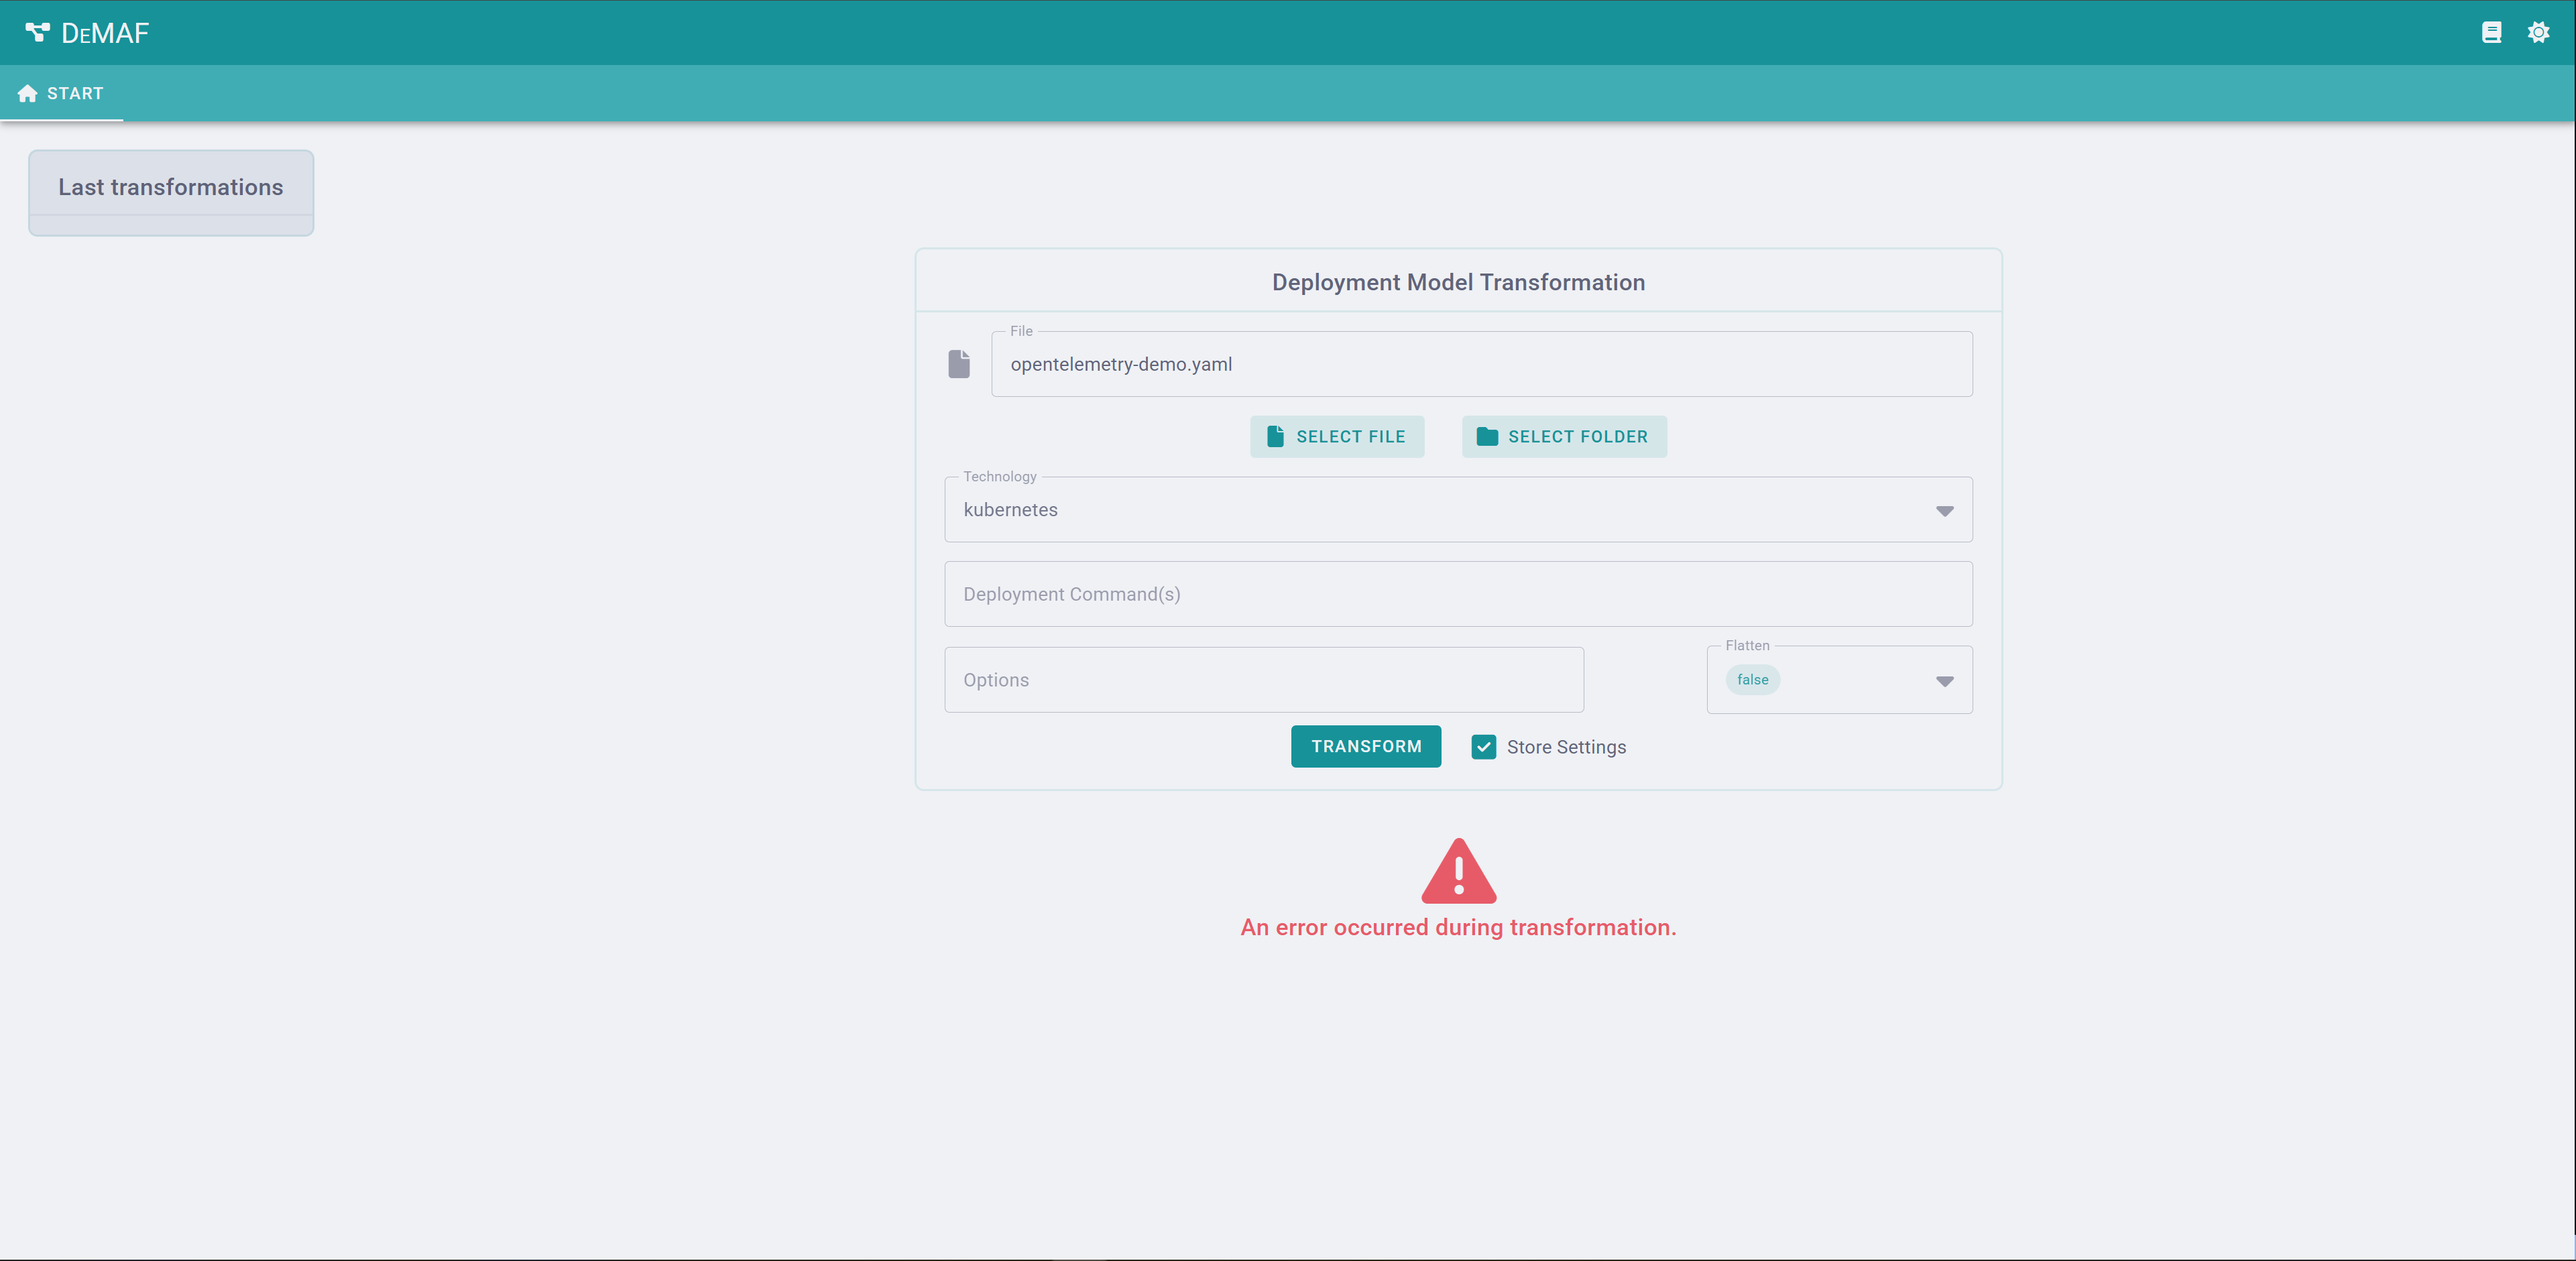 DeMAF
START
Last transformations
Deployment Model Transformation
File
opentelemetry-demo.yaml
SELECT FILE SELECT FOLDER
Technology
kubernetes
Deployment Command(s)
Flatten
Options false
TRANSFORM Store Settings
An error occurred during transformation.